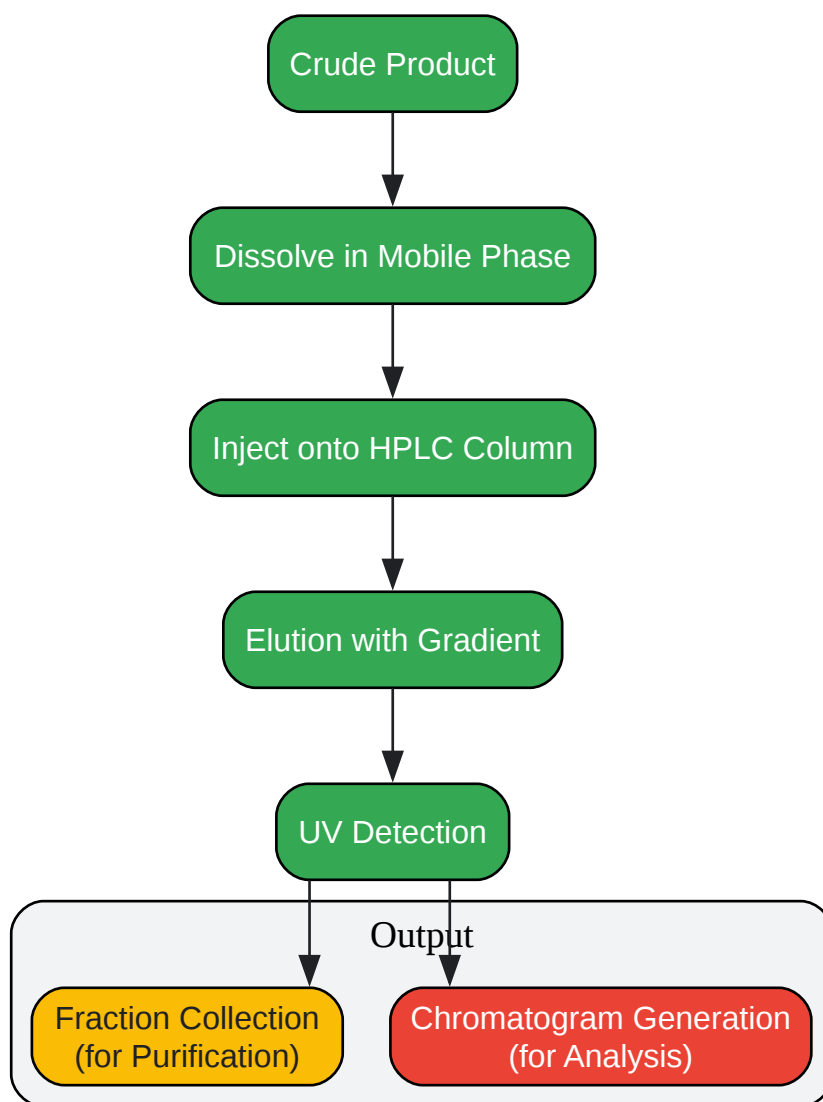 Crude Product
Dissolve in Mobile Phase
Inject onto HPLC Column
Elution with Gradient
UV Detection
Output
Fraction Collection
(for Purification)
Chromatogram Generation
(for Analysis)